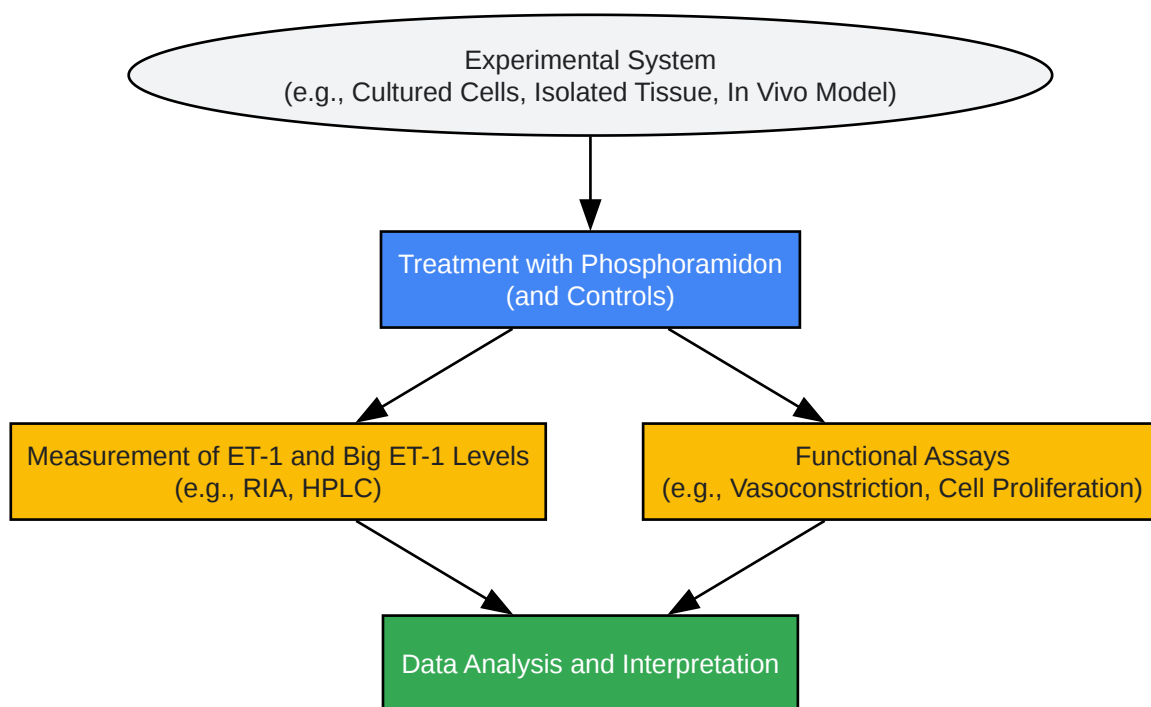 Experimental System
(e.g., Cultured Cells, Isolated Tissue, In Vivo Model)
Treatment with Phosphoramidon
(and Controls)
Measurement of ET-1 and Big ET-1 Levels
(e.g., RIA, HPLC)
Functional Assays
(e.g., Vasoconstriction, Cell Proliferation)
Data Analysis and Interpretation